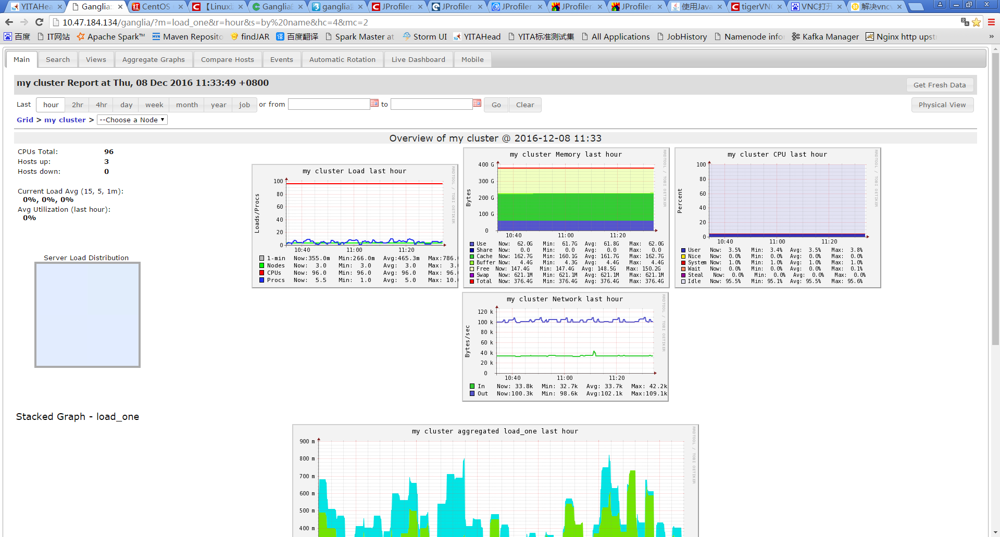 YITAHea
Ganglia:
CentOS
【Linux
Ganglia
ganglia
JProfiler
JProfiler
JProfiler
JProfiler
JProfiler
使用Java
tigerVN
VNC打开
解决vnc
10.47.184.134/ganglia/?m=load_one&r=hour&s=by%20name&hc=4&mc=2
百度 IT网站 Apache Spark™ Maven Reposito findJAR 百度翻译 Spark Master at Storm UI YITAHead YITA标准测试集 All Applications JobHistory Namenode infor Kafka Manager Nginx http upst »
Main Search Views Aggregate Graphs Compare Hosts Events Automatic Rotation Live Dashboard Mobile
my cluster Report at Thu, 08 Dec 2016 11:33:49 +0800
Get Fresh Data
Last hour 2hr 4hr day week month year job or from to Go Clear
Physical View
Grid > my cluster > --Choose a Node
Overview of my cluster @ 2016-12-08 11:33
CPUs Total: 96
Hosts up: 3
Hosts down: 0
Current Load Avg (15, 5, 1m):
0%, 0%, 0%
Avg Utilization (last hour):
0%
Server Load Distribution
my cluster Load last hour
RRDTOOL / TOBI OETIKER
Loads/Procs
100
80
60
40
20
0
10:40 11:00 11:20
1-min Now:355.0m Min:266.0m Avg:465.3m Max:786.
Nodes Now: 3.0 Min: 3.0 Avg: 3.0 Max: 3.
CPUs Now: 96.0 Min: 96.0 Avg: 96.0 Max: 96.
Procs Now: 5.5 Min: 1.0 Avg: 5.0 Max: 10.
my cluster Memory last hour
RRDTOOL / TOBI OETIKER
Bytes
400 G
300 G
200 G
100 G
0
10:40 11:00 11:20
Use Now: 62.0G Min: 61.7G Avg: 61.8G Max: 62.0G
Share Now: 0.0 Min: 0.0 Avg: 0.0 Max: 0.0
Cache Now: 162.7G Min: 160.1G Avg: 161.7G Max: 162.7G
Buffer Now: 4.4G Min: 4.3G Avg: 4.4G Max: 4.4G
Free Now: 147.4G Min: 147.4G Avg: 148.5G Max: 150.2G
Swap Now: 621.1M Min: 621.1M Avg: 621.1M Max: 621.1M
Total Now: 376.4G Min: 376.4G Avg: 376.4G Max: 376.4G
my cluster CPU last hour
RRDTOOL / TOBI OETIKER
Percent
100
80
60
40
20
0
10:40 11:00 11:20
User Now: 3.5% Min: 3.4% Avg: 3.5% Max: 3.8%
Nice Now: 0.0% Min: 0.0% Avg: 0.0% Max: 0.0%
System Now: 1.0% Min: 1.0% Avg: 1.0% Max: 1.0%
Wait Now: 0.0% Min: 0.0% Avg: 0.0% Max: 0.1%
Steal Now: 0.0% Min: 0.0% Avg: 0.0% Max: 0.0%
Idle Now: 95.5% Min: 95.1% Avg: 95.5% Max: 95.6%
my cluster Network last hour
RRDTOOL / TOBI OETIKER
Bytes/sec
120 k
100 k
80 k
60 k
40 k
20 k
0
10:40 11:00 11:20
In Now: 33.8k Min: 32.7k Avg: 33.7k Max: 42.2k
Out Now:100.3k Min: 98.6k Avg:102.1k Max:109.1k
Stacked Graph - load_one
my cluster aggregated load_one last hour
RRDTOOL / TOBI OETIKER
900 m
800 m
700 m
600 m
500 m
400 m